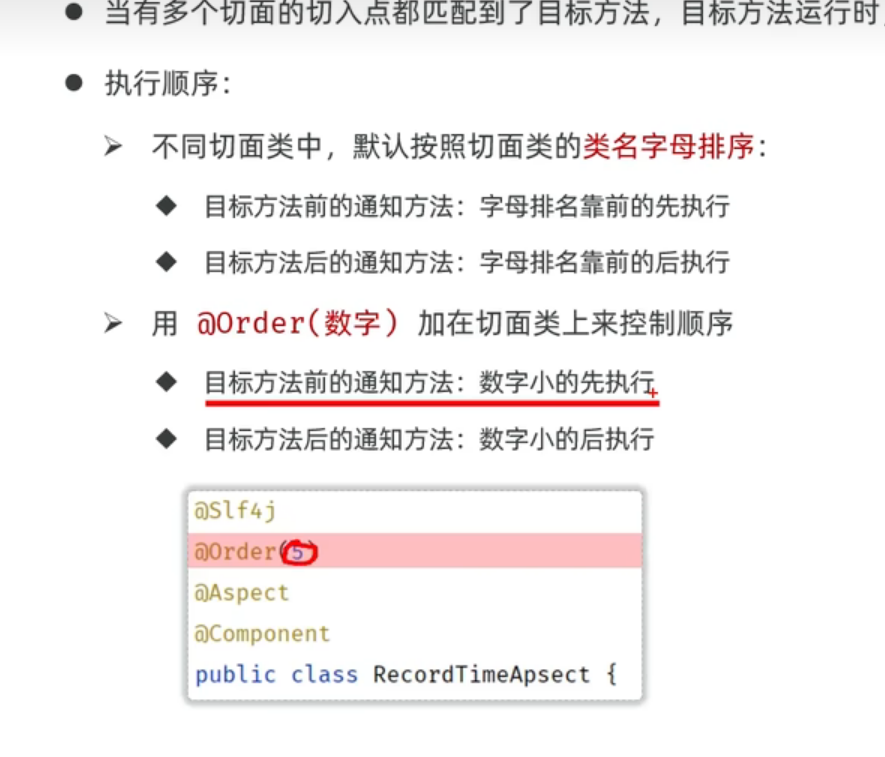 当有多个切面的切入点都匹配到了目标方法，目标方法运行时
执行顺序：
不同切面类中，默认按照切面类的类名字母排序：
目标方法前的通知方法：字母排名靠前的先执行
目标方法后的通知方法：字母排名靠前的后执行
用 @Order(数字) 加在切面类上来控制顺序
目标方法前的通知方法：数字小的先执行
目标方法后的通知方法：数字小的后执行
@Slf4j
@Order(5)
@Aspect
@Component
public class RecordTimeApsect {